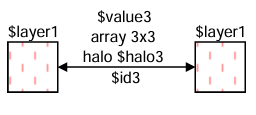 $value3
$layer1 array 3x3 $layer1
halo $halo3
$id3